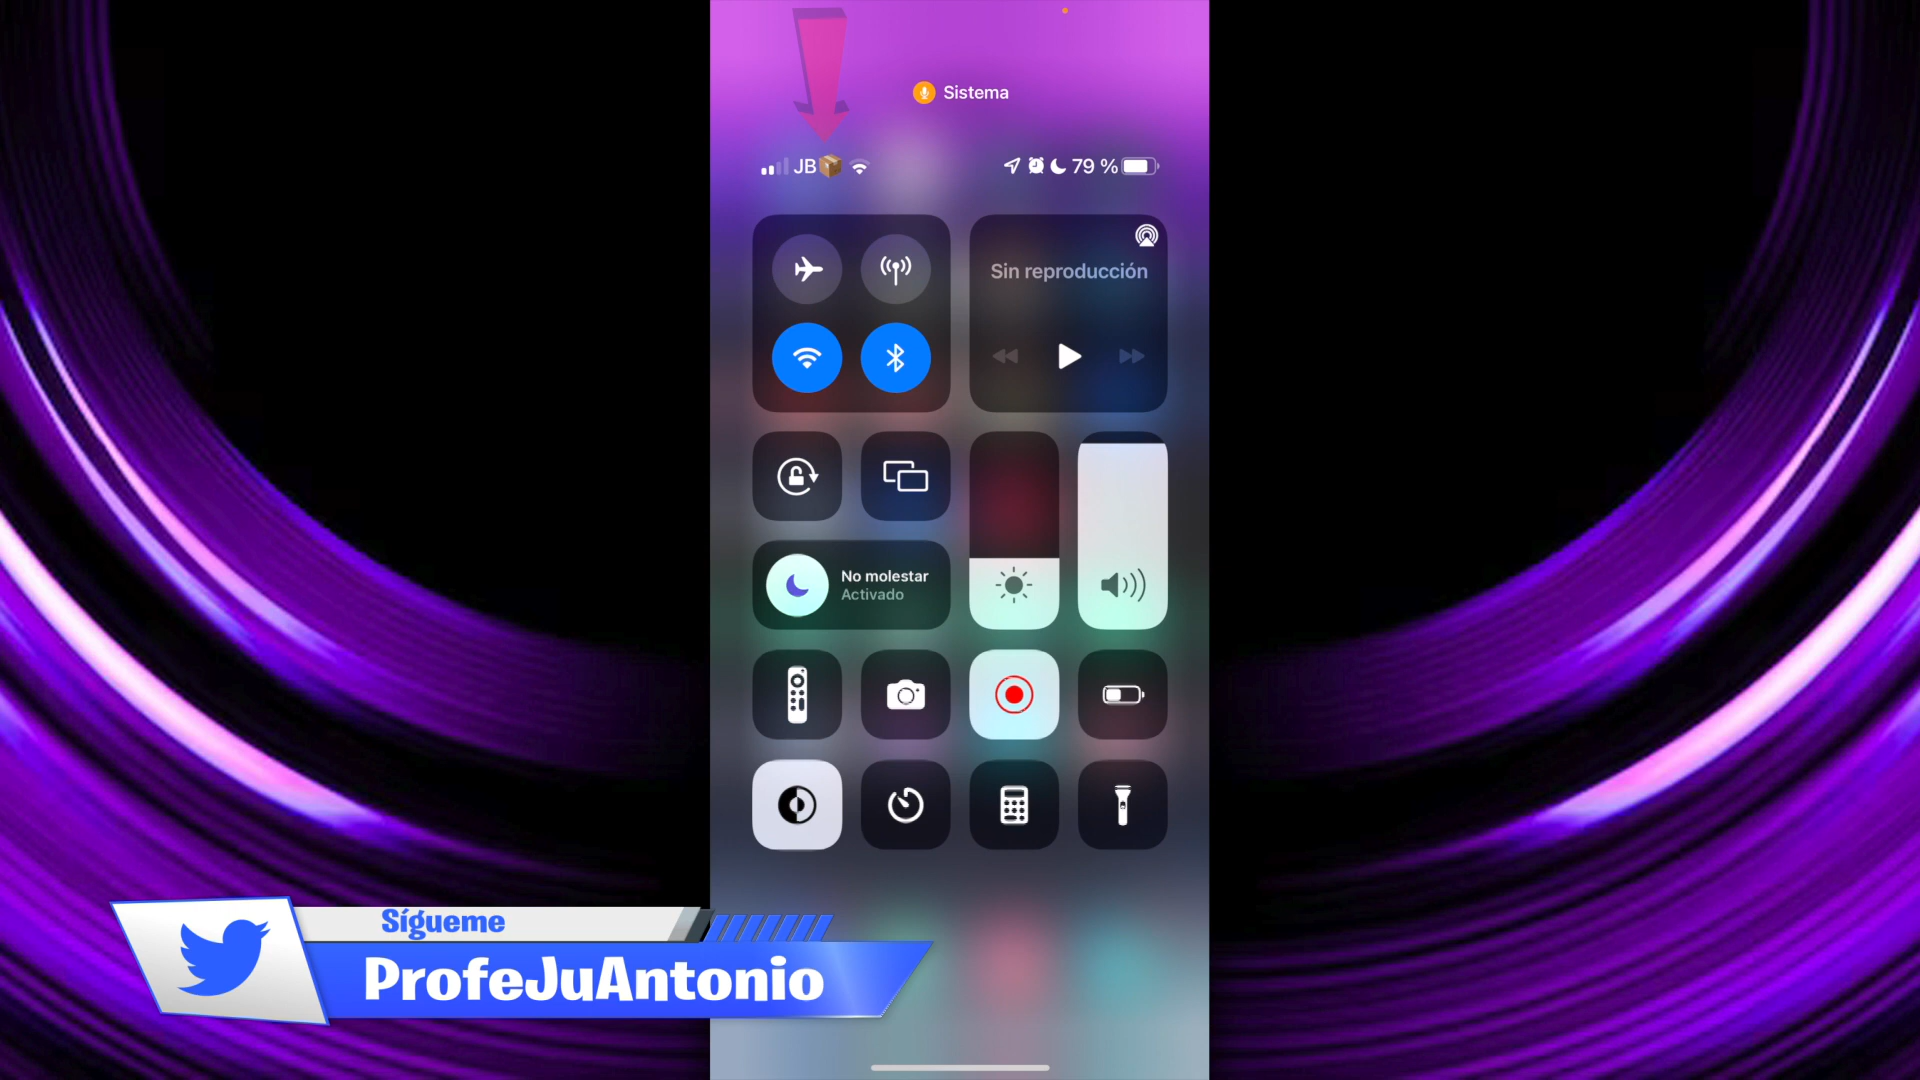 Sistema
JB📦
79 %
Sin reproducción
No molestar
Activado
Sígueme
ProfeJuAntonio